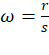 ω = r/s